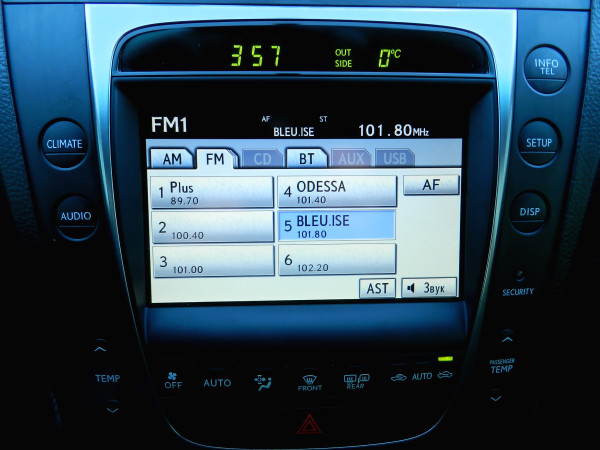 3 57 OUT SIDE 0°C
INFO TEL
FM1 AF ST BLEU.ISE 101.80MHz
CLIMATE
SETUP
AM FM CD BT AUX USB
1 Plus 89.70
4 ODESSA 101.40
AF
AUDIO
DISP
2 100.40
5 BLEU.ISE 101.80
3 101.00
6 102.20
AST Звук
SECURITY
TEMP
OFF AUTO FRONT REAR AUTO
PASSENGER TEMP